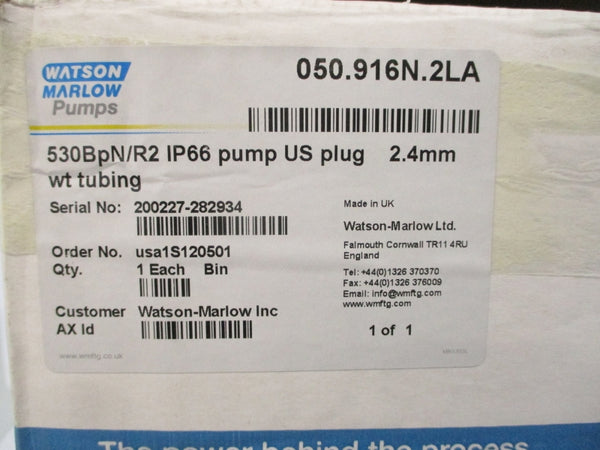 WATSON
MARLOW
Pumps
050.916N.2LA
530BpN/R2 IP66 pump US plug 2.4mm
wt tubing
Serial No: 200227-282934
Made in UK
Watson-Marlow Ltd.
Order No. usa1S120501
Falmouth Cornwall TR11 4RU
England
Qty. 1 Each Bin
Tel: +44(0)1326 370370
Fax: +44(0)1326 376009
Email: info@wmftg.com
www.wmftg.com
Customer Watson-Marlow Inc
AX Id
1 of 1
www.wmftg.co.uk
The power behind the process